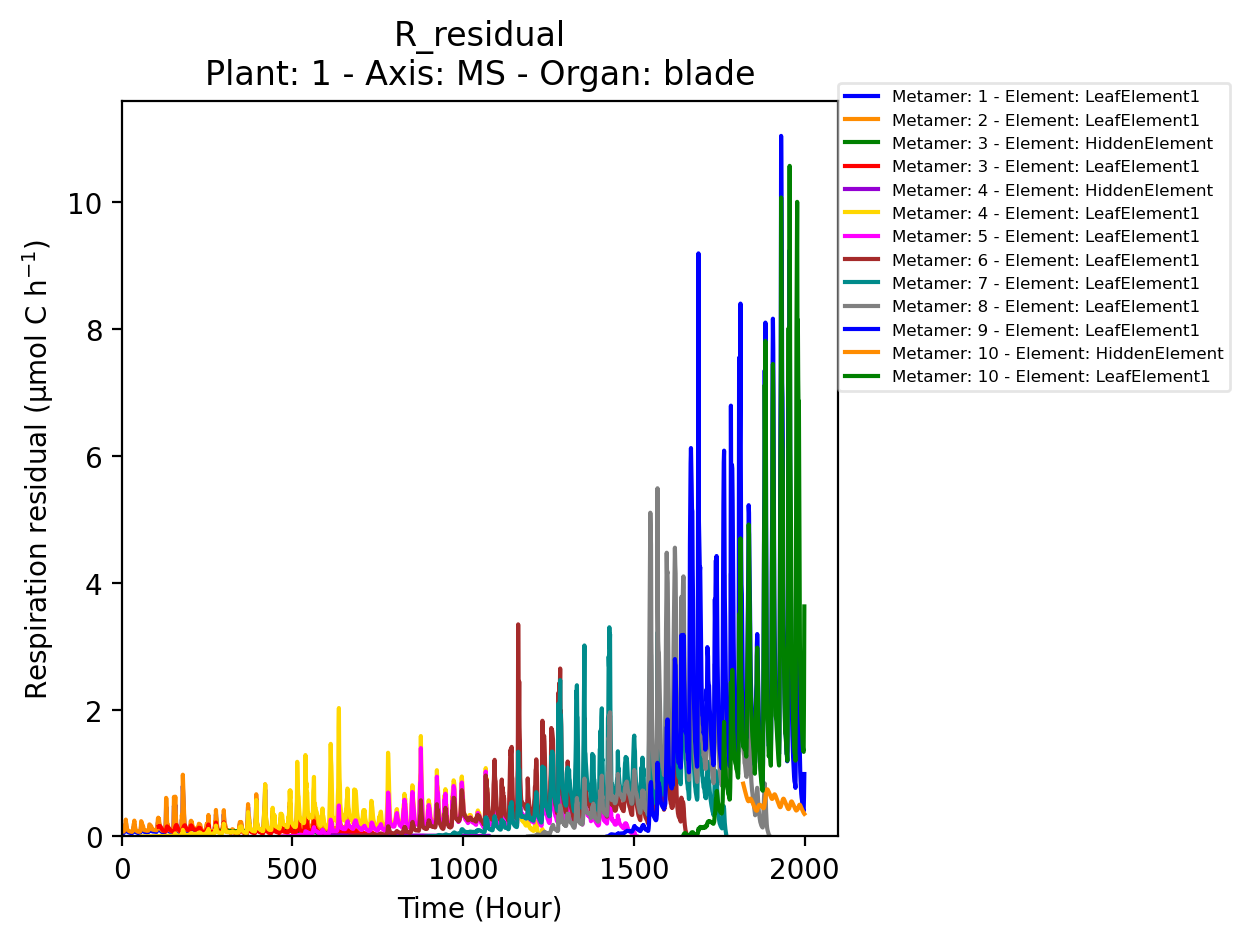 R_residual
Plant: 1 - Axis: MS - Organ: blade
Metamer: 1 - Element: LeafElement1
Metamer: 2 - Element: LeafElement1
Metamer: 3 - Element: HiddenElement
Metamer: 3 - Element: LeafElement1
Metamer: 4 - Element: HiddenElement
Metamer: 4 - Element: LeafElement1
Metamer: 5 - Element: LeafElement1
Metamer: 6 - Element: LeafElement1
Metamer: 7 - Element: LeafElement1
Metamer: 8 - Element: LeafElement1
Metamer: 9 - Element: LeafElement1
Metamer: 10 - Element: HiddenElement
Metamer: 10 - Element: LeafElement1
Respiration residual (µmol C h⁻¹)
10
8
6
4
2
0
0 500 1000 1500 2000
Time (Hour)